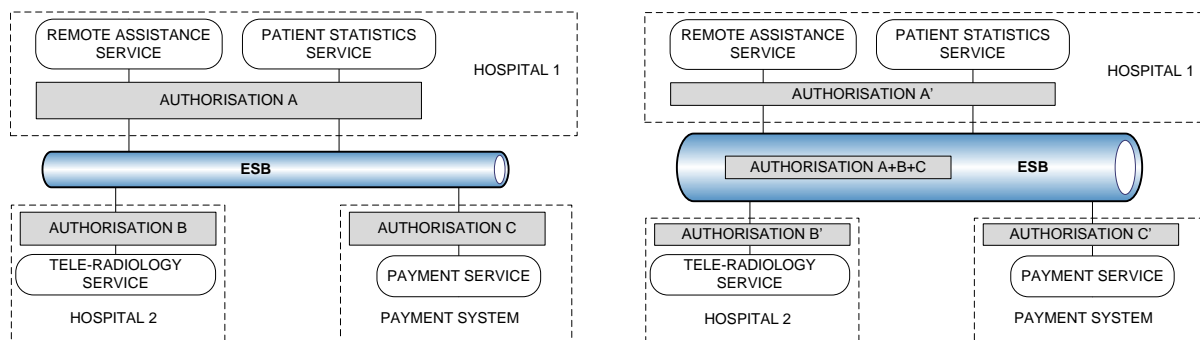 REMOTE ASSISTANCE
SERVICE
PATIENT STATISTICS
SERVICE
HOSPITAL 1
AUTHORISATION A
ESB
AUTHORISATION B
AUTHORISATION C
TELE-RADIOLOGY
SERVICE
PAYMENT SERVICE
HOSPITAL 2
PAYMENT SYSTEM
REMOTE ASSISTANCE
SERVICE
PATIENT STATISTICS
SERVICE
HOSPITAL 1
AUTHORISATION A'
AUTHORISATION A+B+C
ESB
AUTHORISATION B'
AUTHORISATION C'
TELE-RADIOLOGY
SERVICE
PAYMENT SERVICE
HOSPITAL 2
PAYMENT SYSTEM